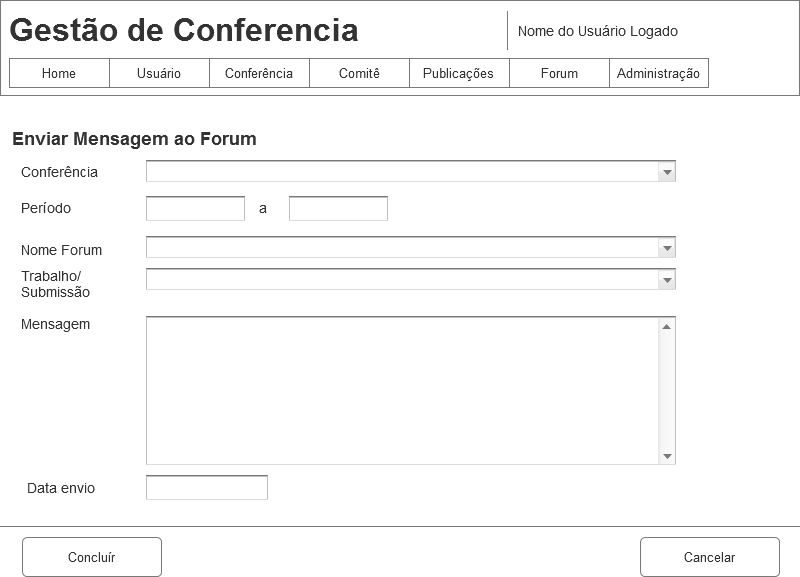 Gestão de Conferencia
Nome do Usuário Logado
Home Usuário Conferência Comitê Publicações Forum Administração
Enviar Mensagem ao Forum
Conferência
Período a
Nome Forum
Trabalho/
Submissão
Mensagem
Data envio
Concluír Cancelar